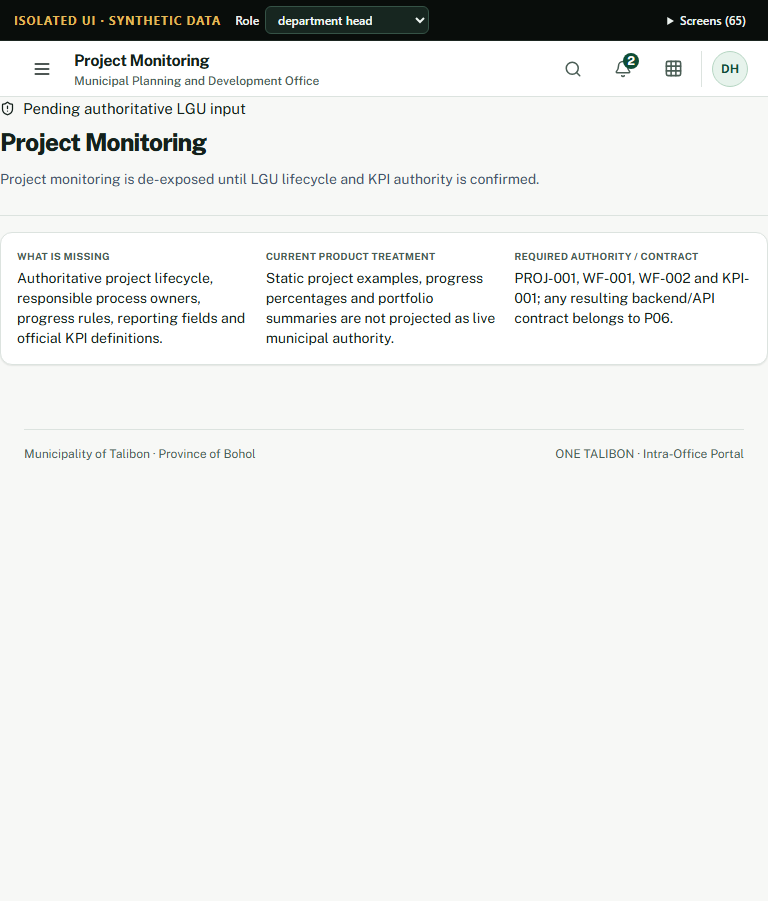 ISOLATED UI · SYNTHETIC DATA Role department head Screens (65)
Project Monitoring
Municipal Planning and Development Office
2
DH
Pending authoritative LGU input
Project Monitoring
Project monitoring is de-exposed until LGU lifecycle and KPI authority is confirmed.
WHAT IS MISSING
Authoritative project lifecycle,
responsible process owners,
progress rules, reporting fields and
official KPI definitions.
CURRENT PRODUCT TREATMENT
Static project examples, progress
percentages and portfolio
summaries are not projected as live
municipal authority.
REQUIRED AUTHORITY / CONTRACT
PROJ-001, WF-001, WF-002 and KPI-
001; any resulting backend/API
contract belongs to P06.
Municipality of Talibon · Province of Bohol
ONE TALIBON · Intra-Office Portal